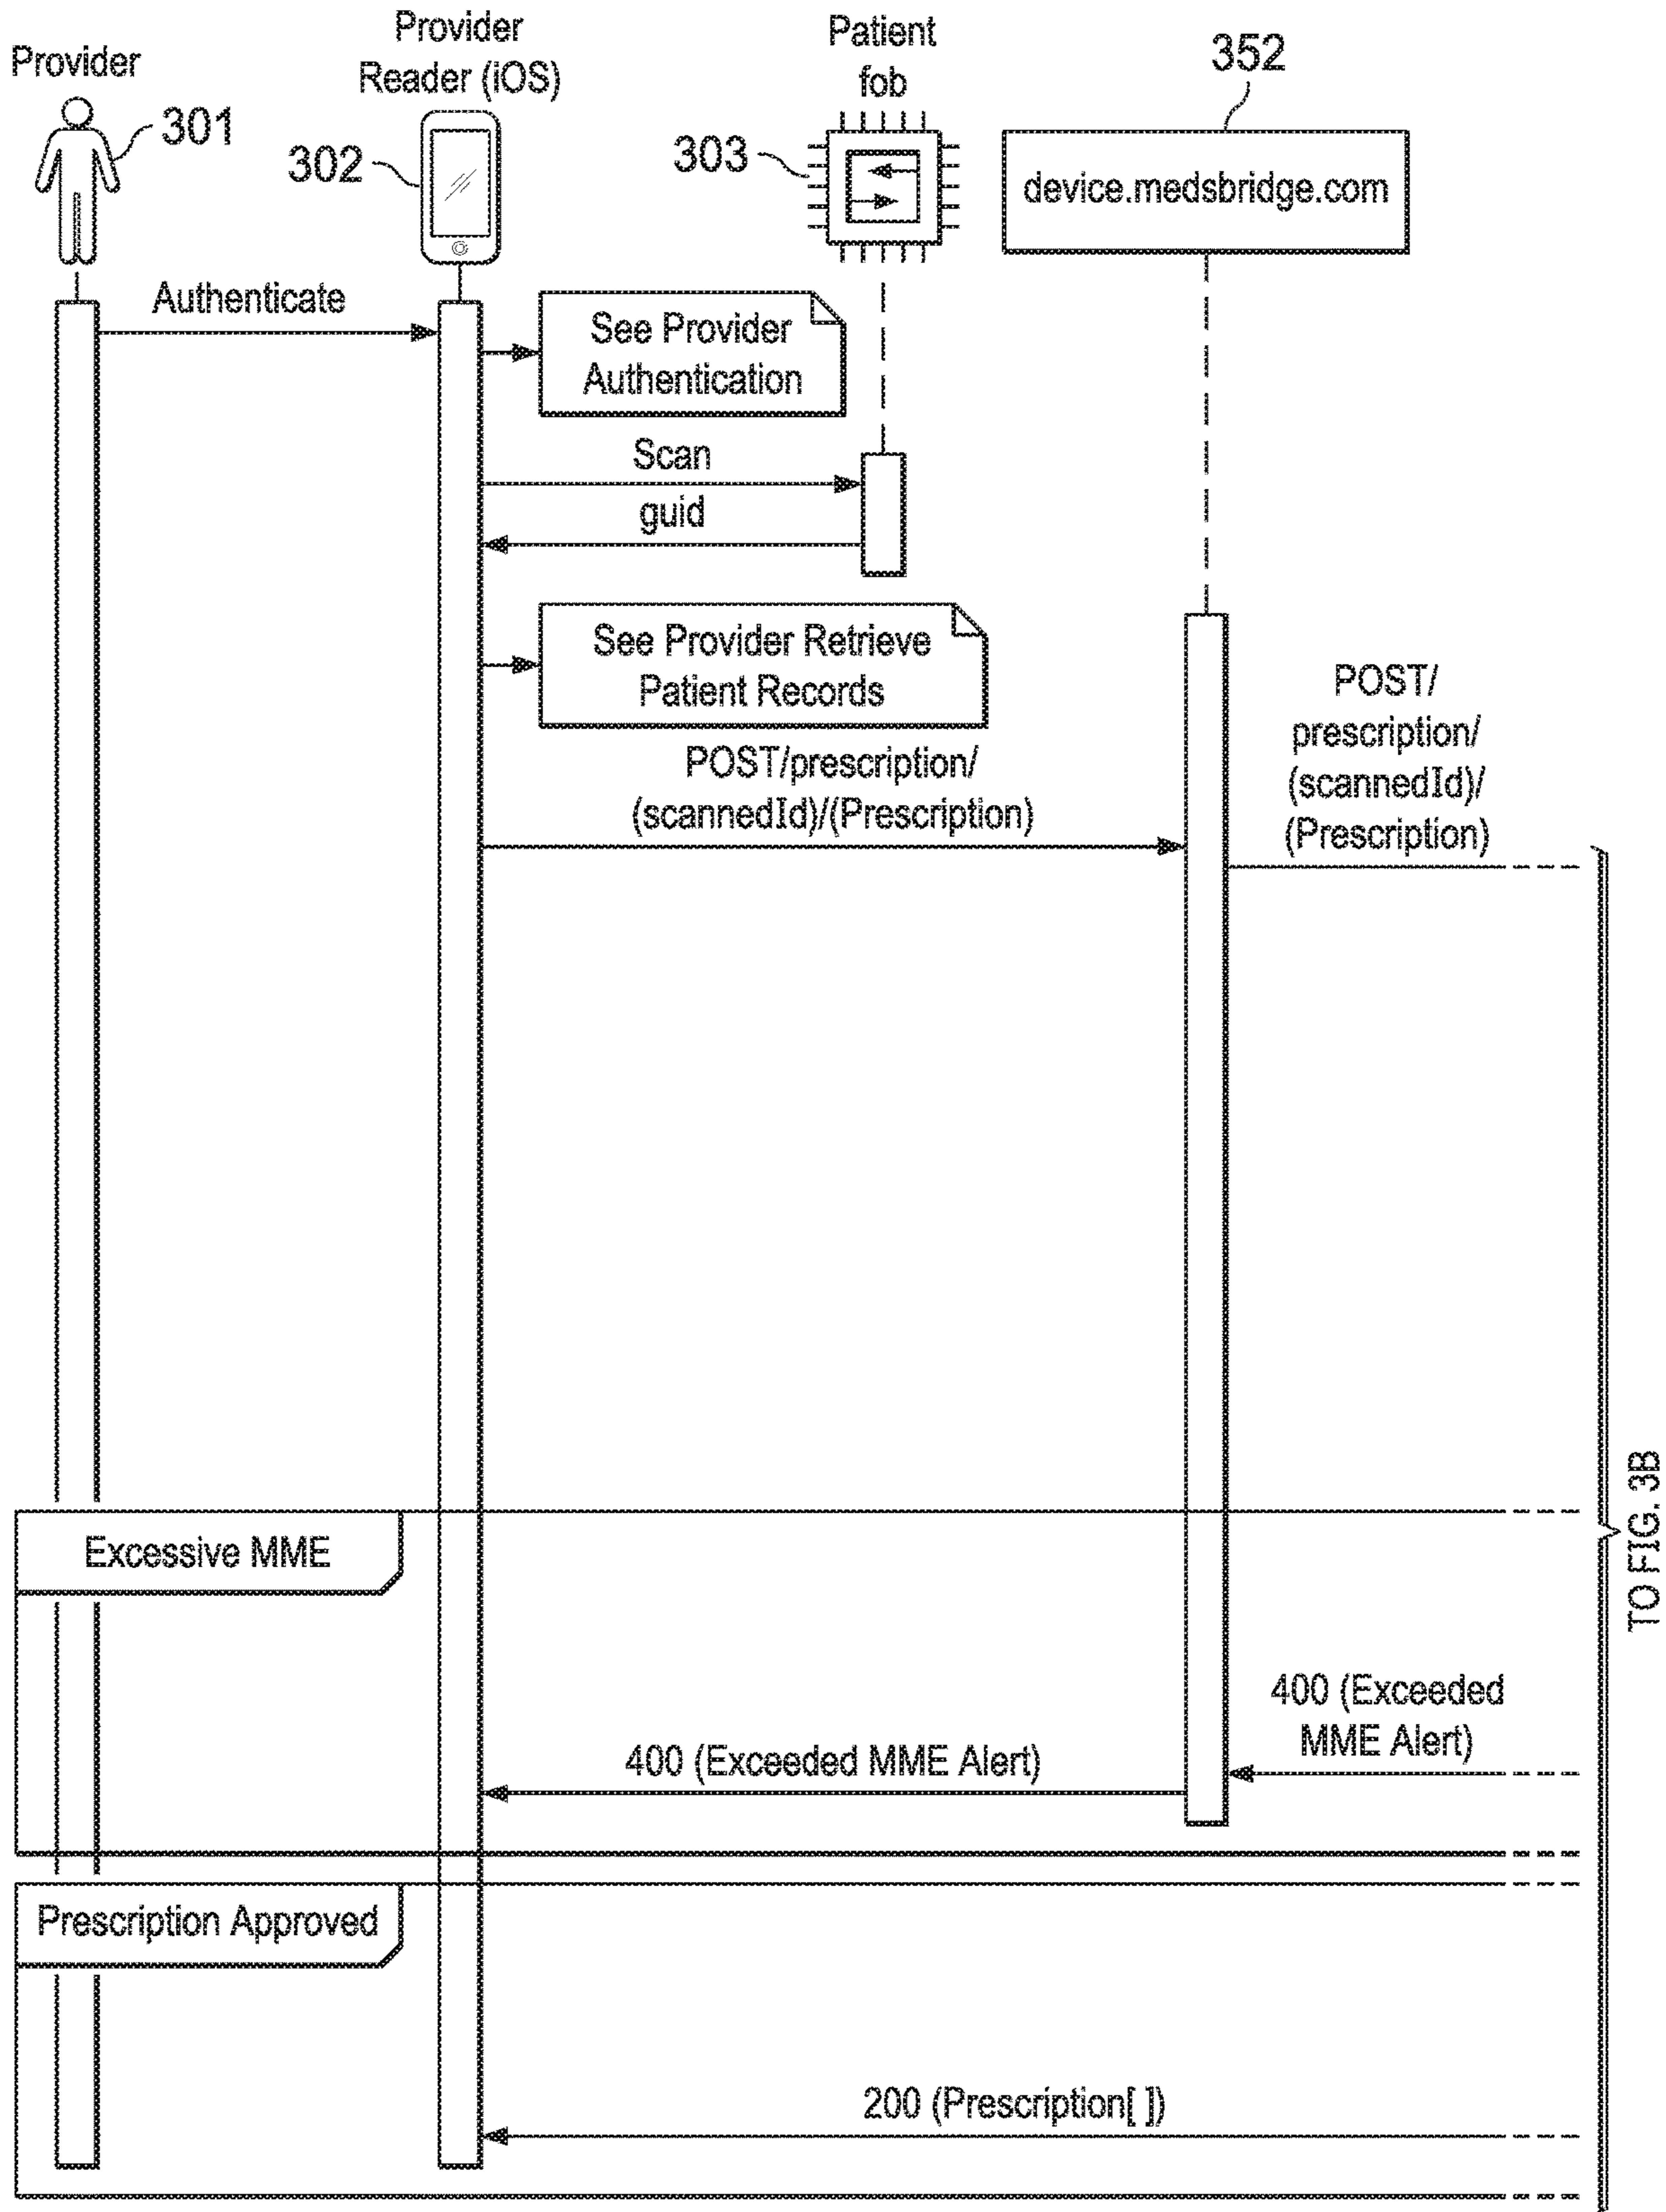 Provider
Provider
Reader (iOS)
Patient
fob
352
301
302
303
device.medsbridge.com
Authenticate
See Provider
Authentication
Scan
guid
See Provider Retrieve
Patient Records
POST/prescription/
(scannedId)/(Prescription)
POST/
prescription/
(scannedId)/
(Prescription)
TO FIG. 3B
Excessive MME
400 (Exceeded
MME Alert)
400 (Exceeded MME Alert)
Prescription Approved
200 (Prescription[ ])